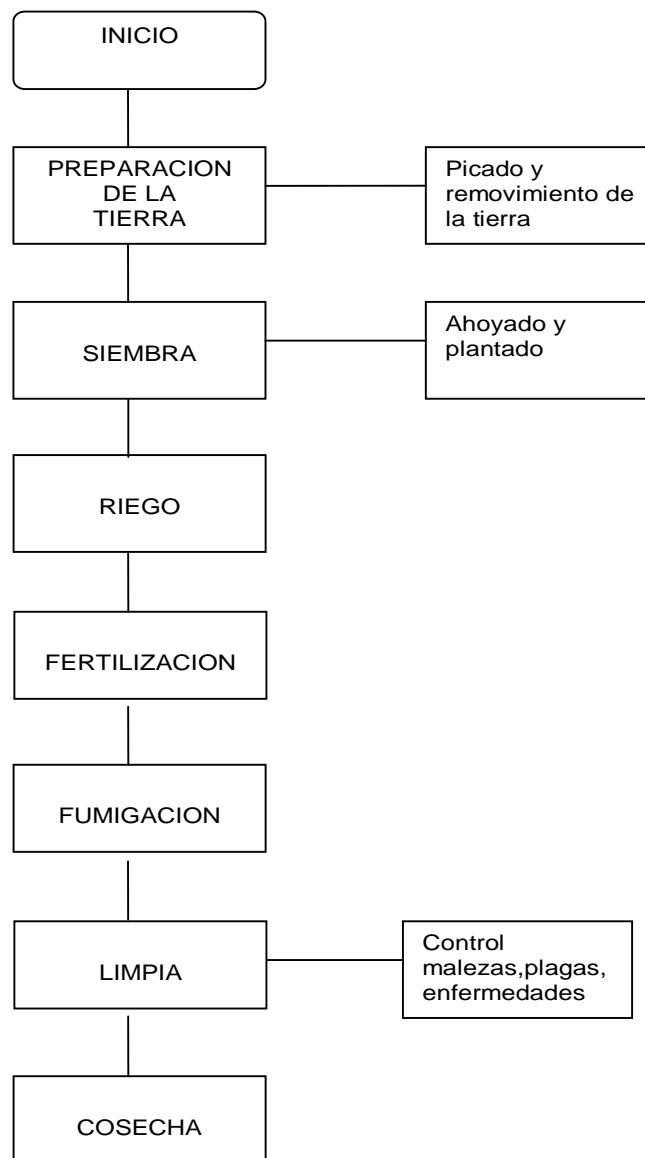 INICIO
PREPARACION
DE LA
TIERRA
Picado y
removimiento de
la tierra
SIEMBRA
Ahoyado y
plantado
RIEGO
FERTILIZACION
FUMIGACION
LIMPIA
Control
malezas,plagas,
enfermedades
COSECHA